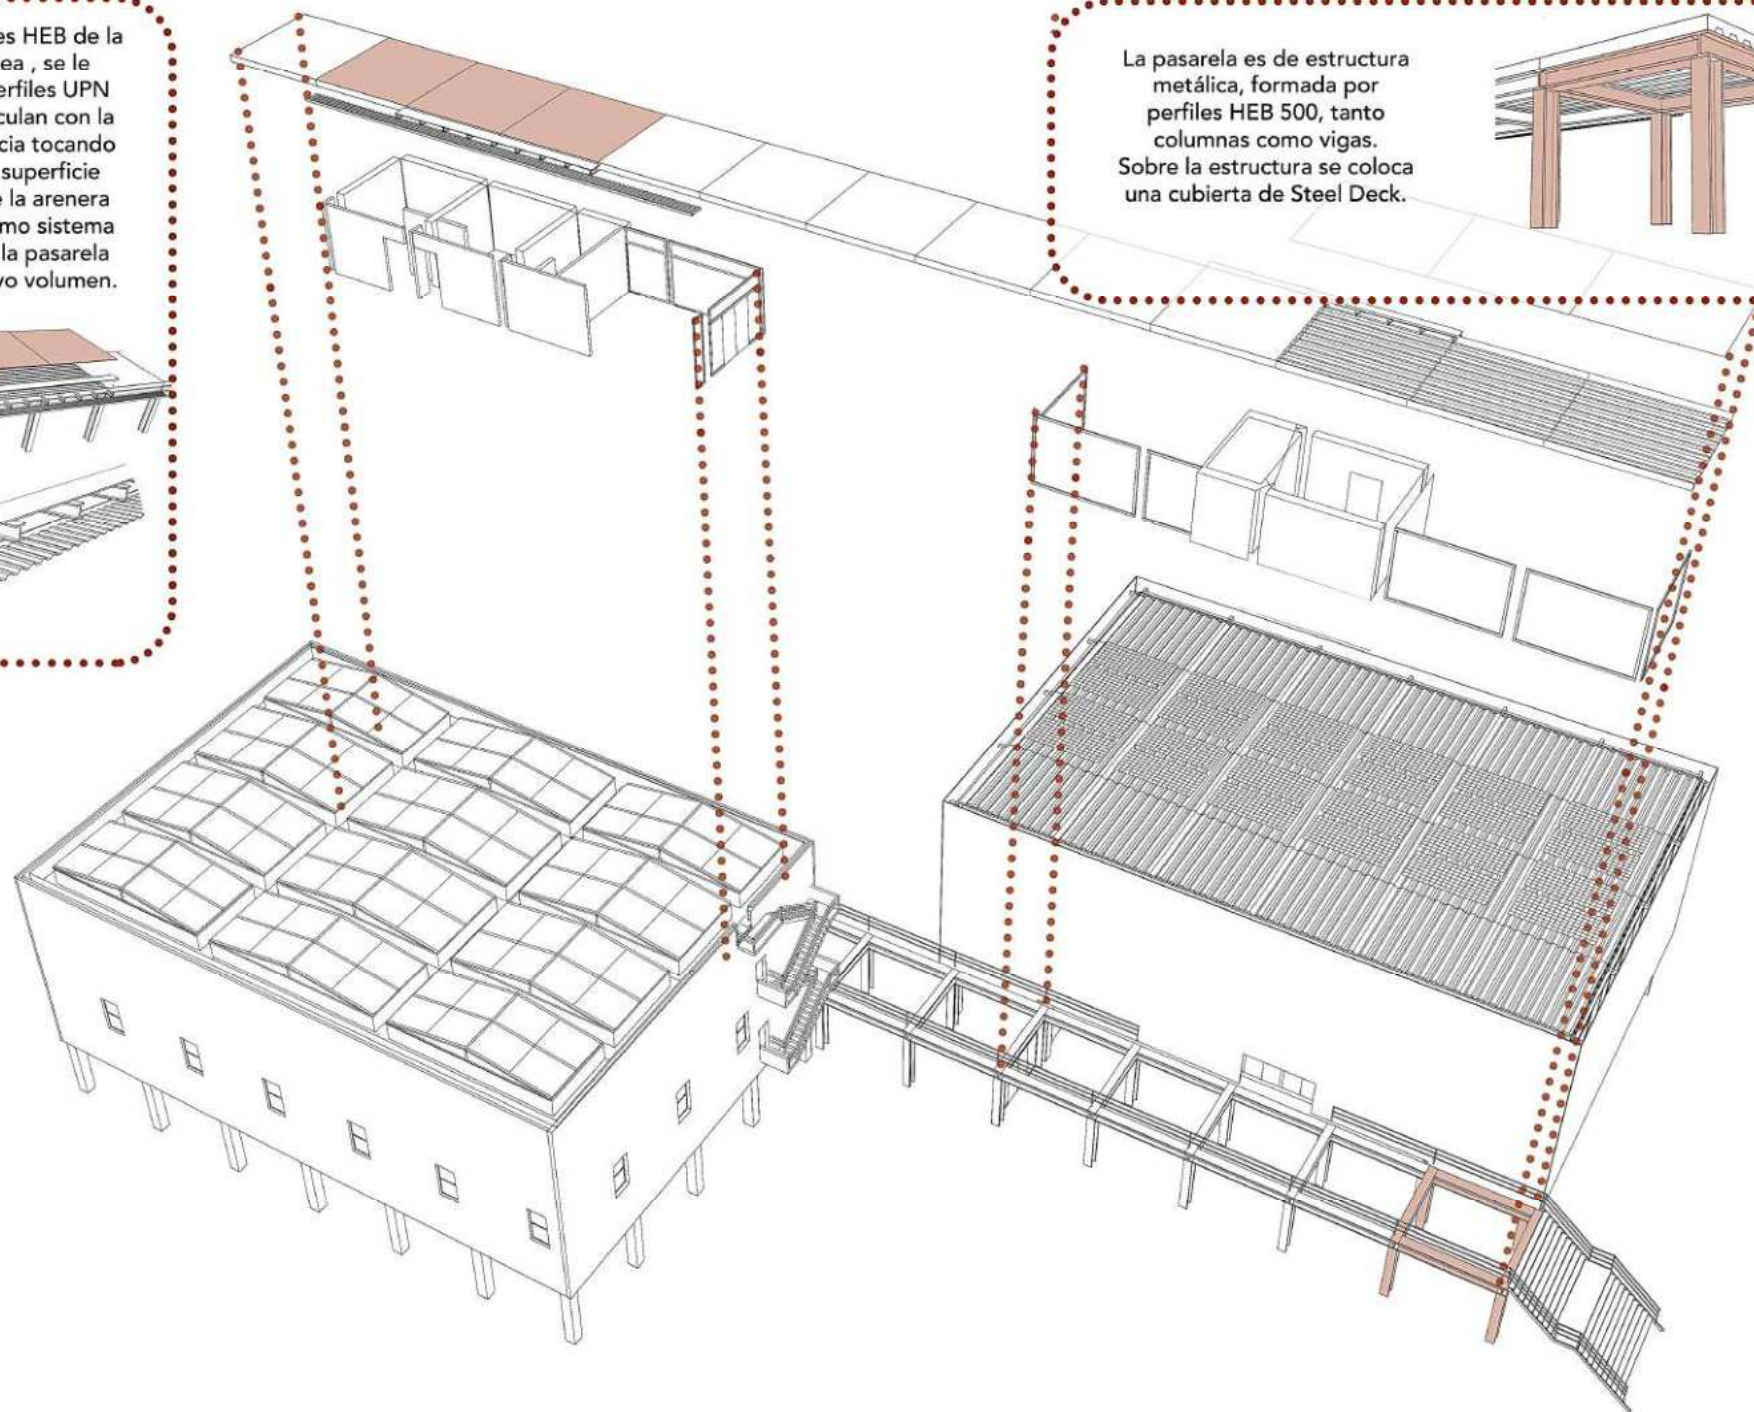 es HEB de la
ea , se le
erfiles UPN
culan con la
cia tocando
superficie
e la arenera
mo sistema
la pasarela
vo volumen.
La pasarela es de estructura
metálica, formada por
perfiles HEB 500, tanto
columnas como vigas.
Sobre la estructura se coloca
una cubierta de Steel Deck.